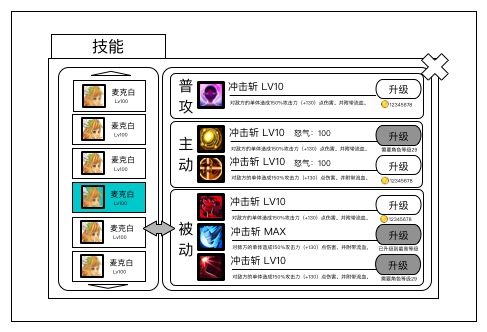 技能
麦克白
Lv100
麦克白
Lv100
麦克白
Lv100
麦克白
Lv100
麦克白
Lv100
麦克白
Lv100
普攻
冲击斩 LV10
对敌方的单体造成150%攻击力（+130）点伤害，并附带流血。
升级
12345678
主动
冲击斩 LV10 怒气：100
对敌方的单体造成150%攻击力（+130）点伤害，并附带流血。
升级
需要角色等级29
冲击斩 LV10 怒气：100
对敌方的单体造成150%攻击力（+130）点伤害，并附带流血。
升级
12345678
被动
冲击斩 LV10
对敌方的单体造成150%攻击力（+130）点伤害，并附带流血。
升级
12345678
冲击斩 MAX
对敌方的单体造成150%攻击力（+130）点伤害，并附带流血。
升级
已升级到最高等级
冲击斩 LV10
对敌方的单体造成150%攻击力（+130）点伤害，并附带流血。
升级
需要角色等级29